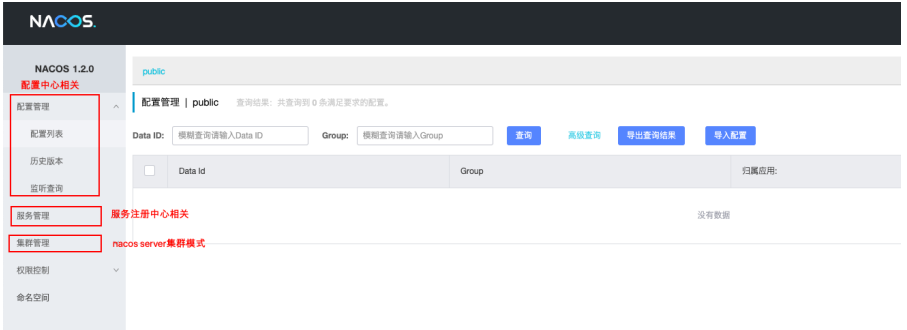 NACOS.
NACOS 1.2.0
配置中心相关
配置管理
配置列表
历史版本
监听查询
服务管理
服务注册中心相关
集群管理
nacos server集群模式
权限控制
命名空间
public
配置管理 | public 查询结果：共查询到 0 条满足要求的配置。
Data ID: 模糊查询请输入Data ID Group: 模糊查询请输入Group 查询 高级查询 导出查询结果 导入配置
Data Id Group 归属应用:
没有数据